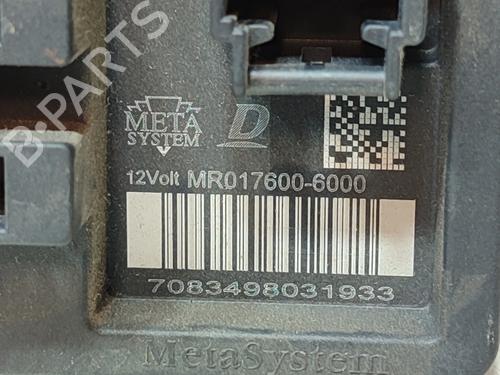 B-PARTS
META
SYSTEM
D
12Volt MR017600-6000
7083498031933
MetaSystem